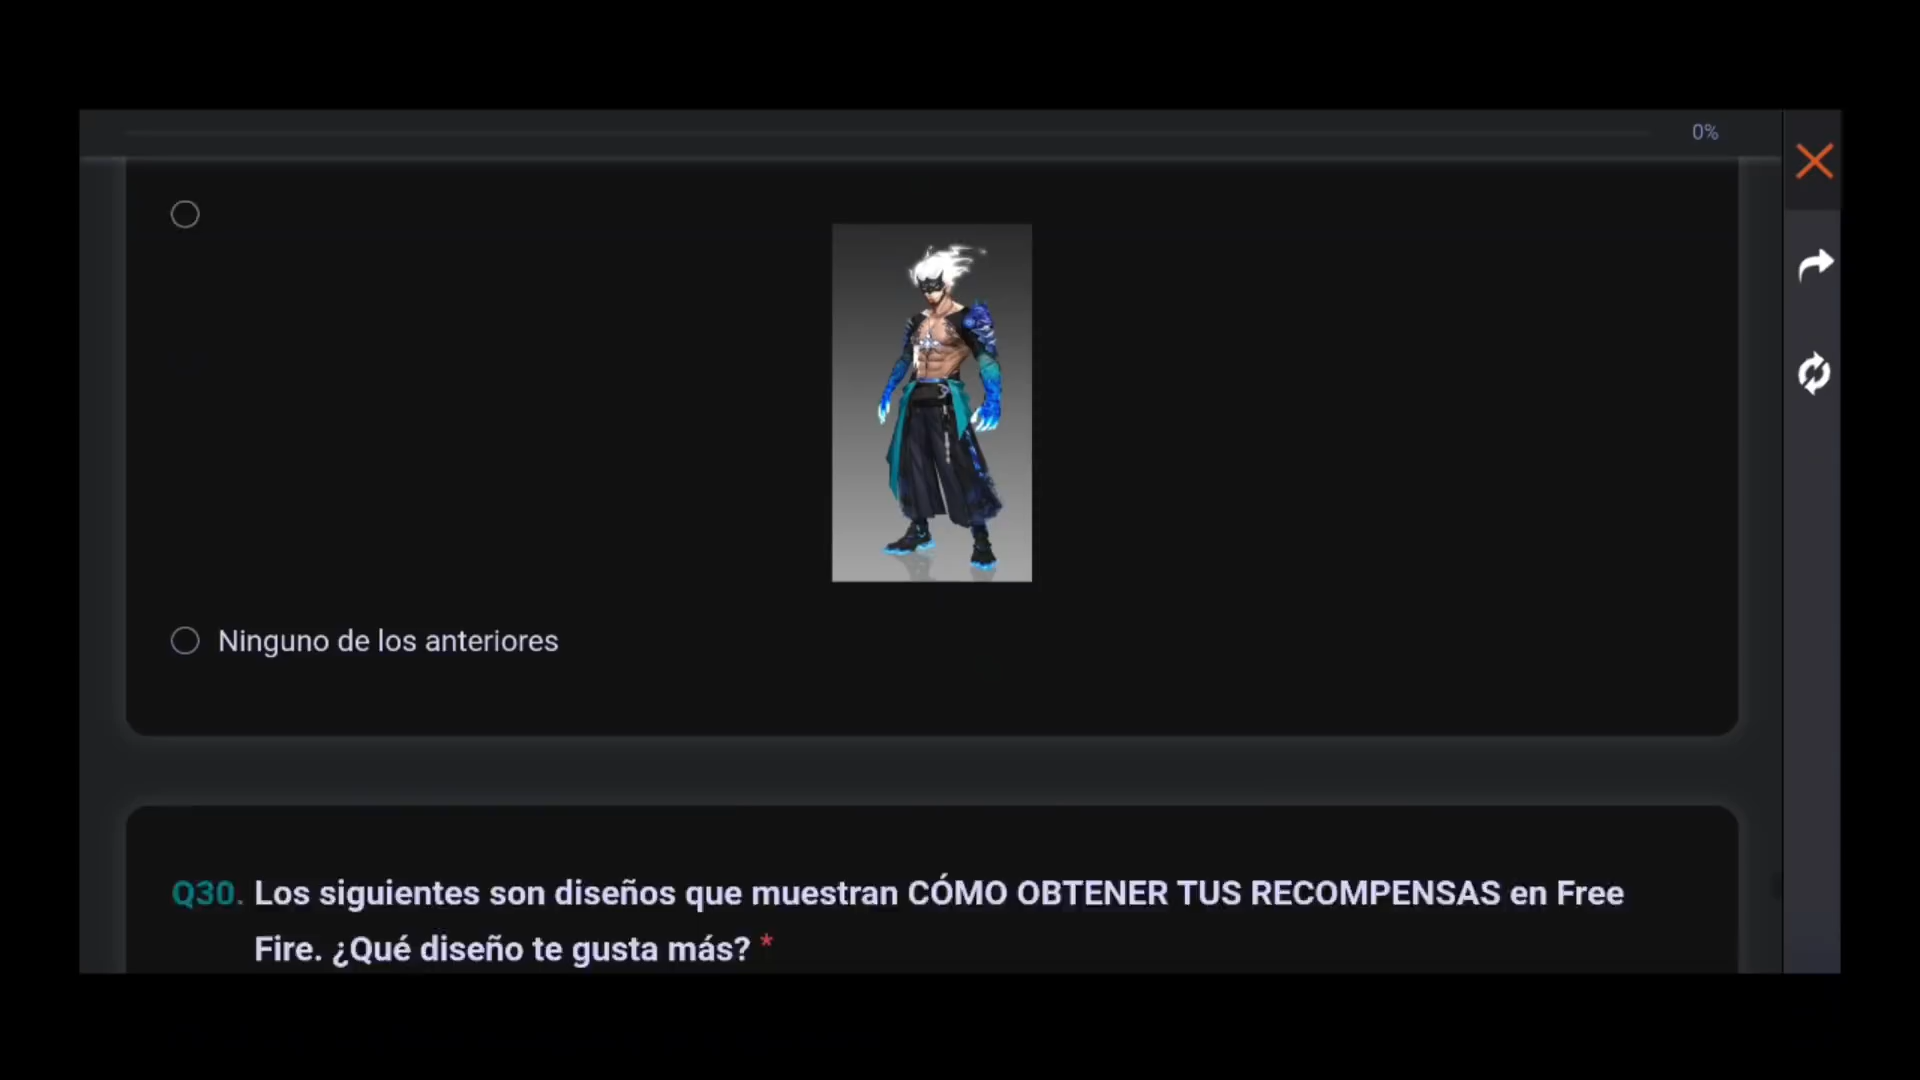 0%
Ninguno de los anteriores
Q30. Los siguientes son diseños que muestran CÓMO OBTENER TUS RECOMPENSAS en Free
Fire. ¿Qué diseño te gusta más? *